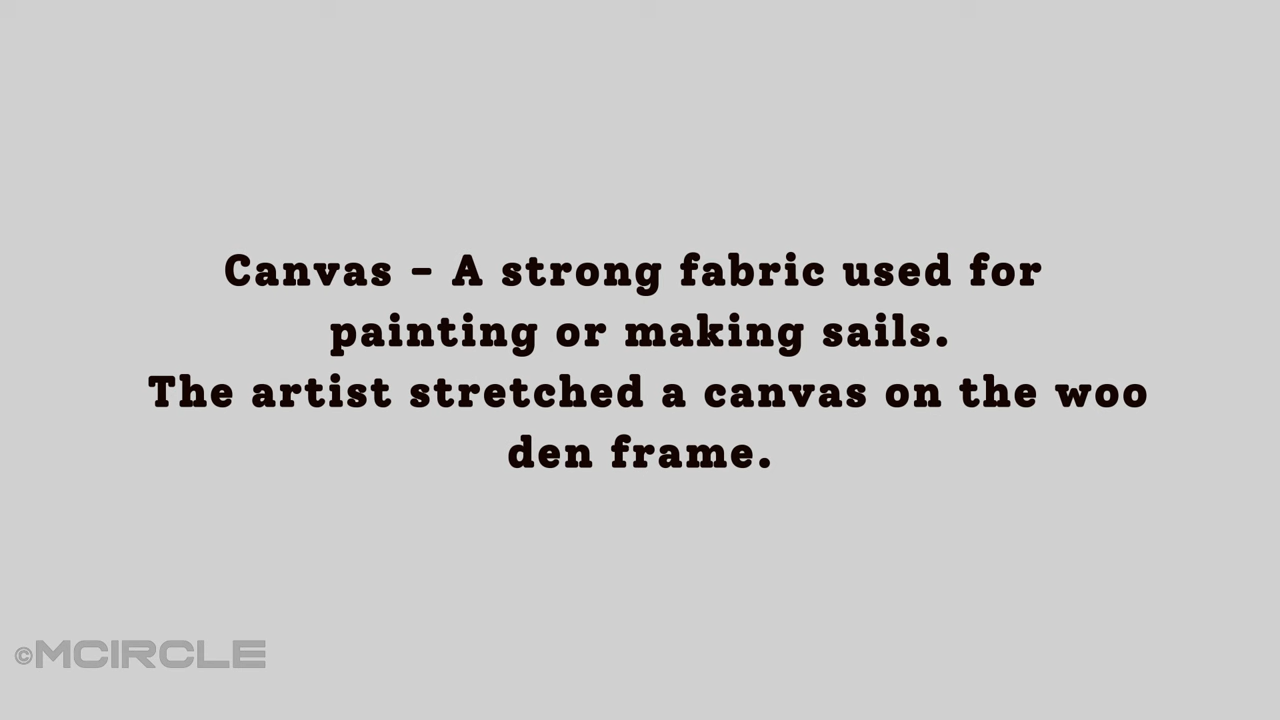 Canvas – A strong fabric used for
painting or making sails.
The artist stretched a canvas on the woo
den frame.
©MCIRCLE